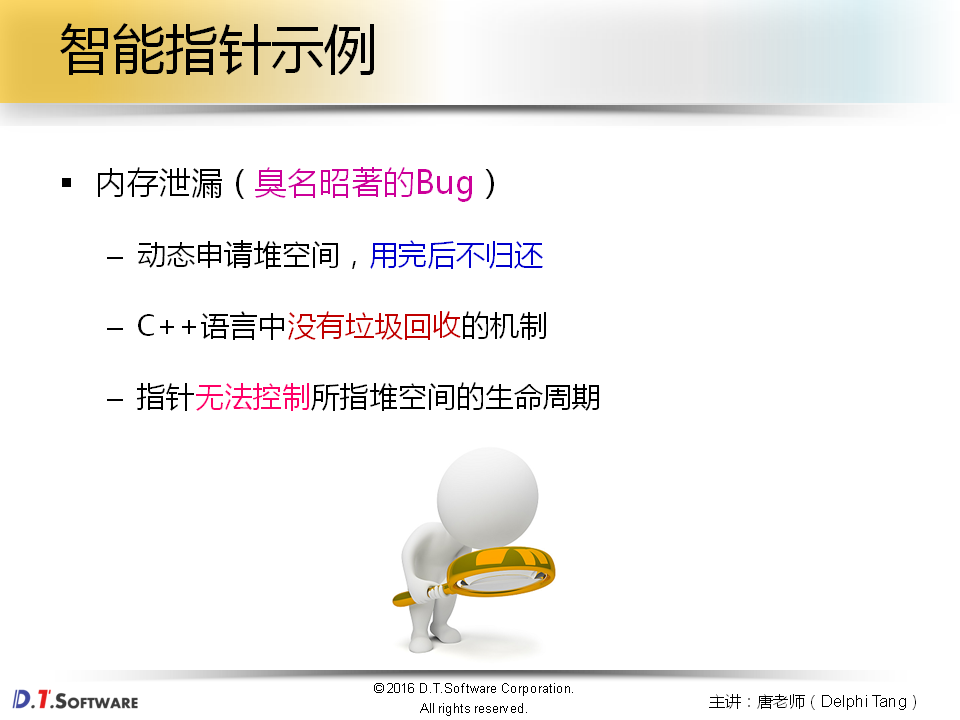 智能指针示例
▪ 内存泄漏（臭名昭著的Bug）
– 动态申请堆空间，用完后不归还
– C++语言中没有垃圾回收的机制
– 指针无法控制所指堆空间的生命周期
D.T.SOFTWARE
©2016 D.T.Software Corporation.
All rights reserved.
主讲：唐老师（Delphi Tang）